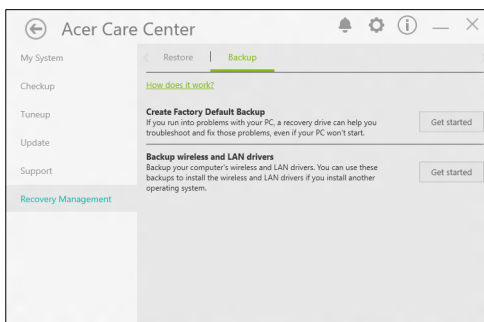 Acer Care Center
My System
Checkup
Tuneup
Update
Support
Recovery Management
Restore
Backup
How does it work?
Create Factory Default Backup
If you run into problems with your PC, a recovery drive can help you
troubleshoot and fix those problems, even if your PC won't start.
Get started
Backup wireless and LAN drivers
Backup your computer's wireless and LAN drivers. You can use these
backups to install the wireless and LAN drivers if you install another
operating system.
Get started